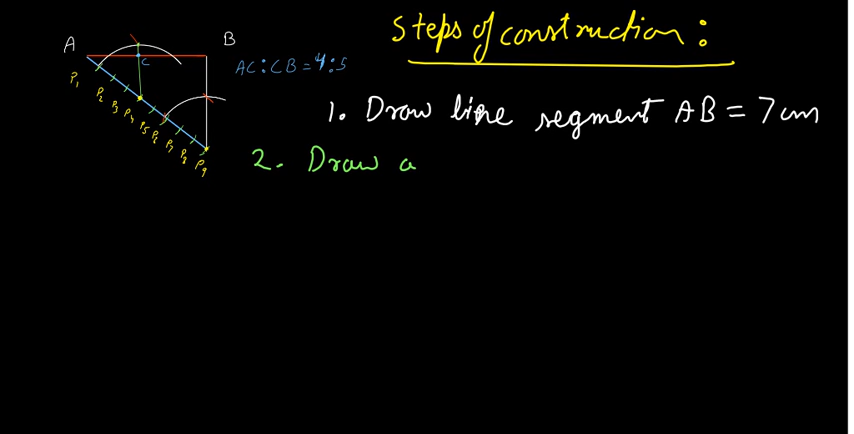 Steps of construction:
A
B
C
AC:CB=4:5
P1
P2
P3
P4
P5
P6
P7
P8
P9
1. Draw line segment AB = 7cm
2. Draw a